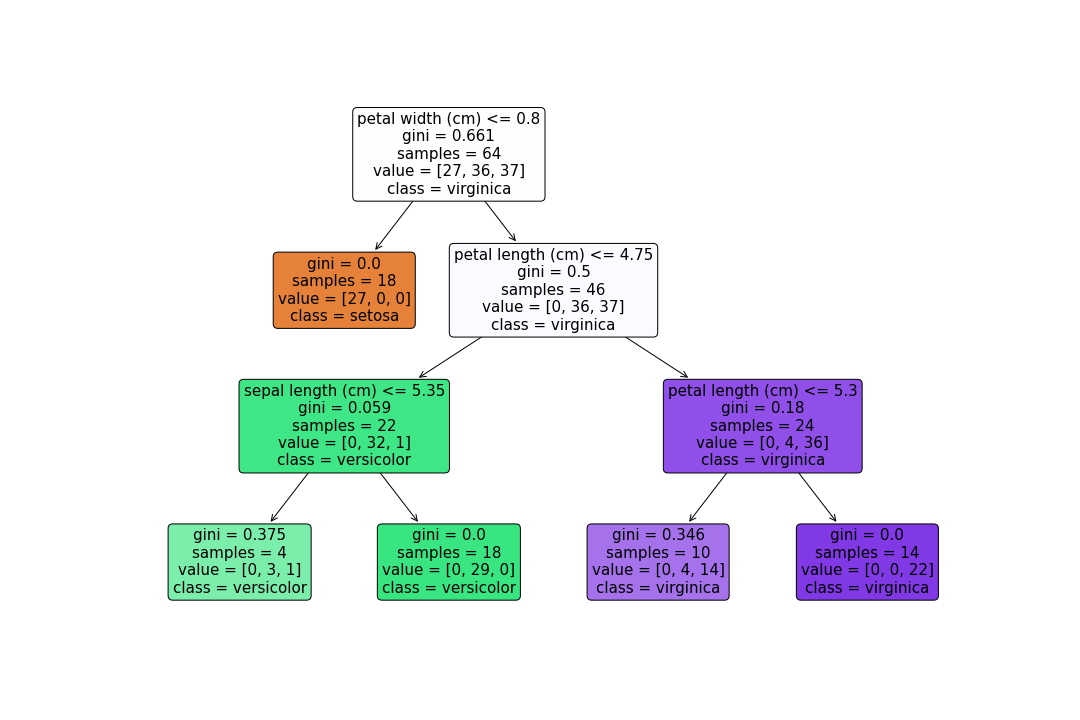 petal width (cm) <= 0.8
gini = 0.661
samples = 64
value = [27, 36, 37]
class = virginica
gini = 0.0
samples = 18
value = [27, 0, 0]
class = setosa
petal length (cm) <= 4.75
gini = 0.5
samples = 46
value = [0, 36, 37]
class = virginica
sepal length (cm) <= 5.35
gini = 0.059
samples = 22
value = [0, 32, 1]
class = versicolor
petal length (cm) <= 5.3
gini = 0.18
samples = 24
value = [0, 4, 36]
class = virginica
gini = 0.375
samples = 4
value = [0, 3, 1]
class = versicolor
gini = 0.0
samples = 18
value = [0, 29, 0]
class = versicolor
gini = 0.346
samples = 10
value = [0, 4, 14]
class = virginica
gini = 0.0
samples = 14
value = [0, 0, 22]
class = virginica